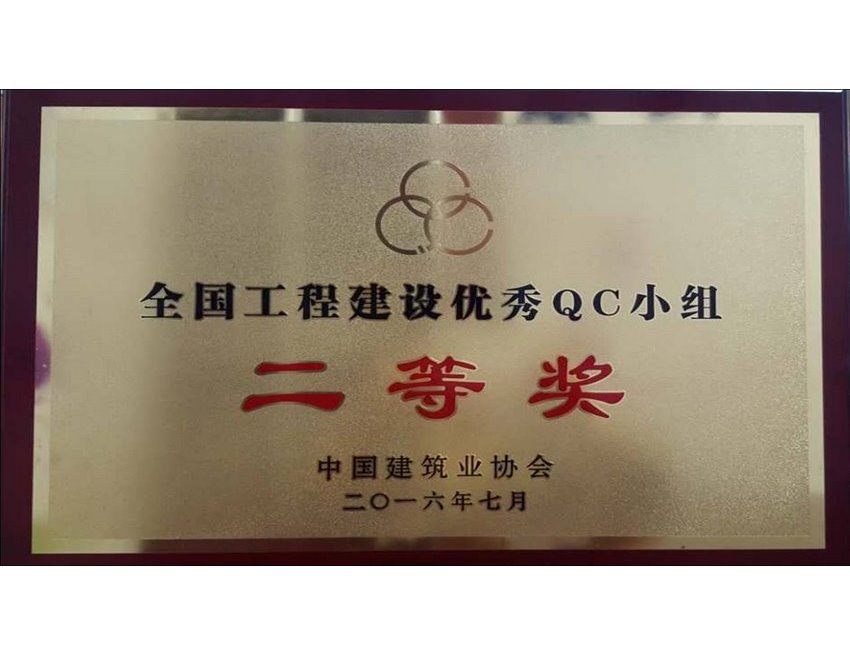 全国工程建设优秀QC小组
二等奖
中国建筑业协会
二〇一六年七月